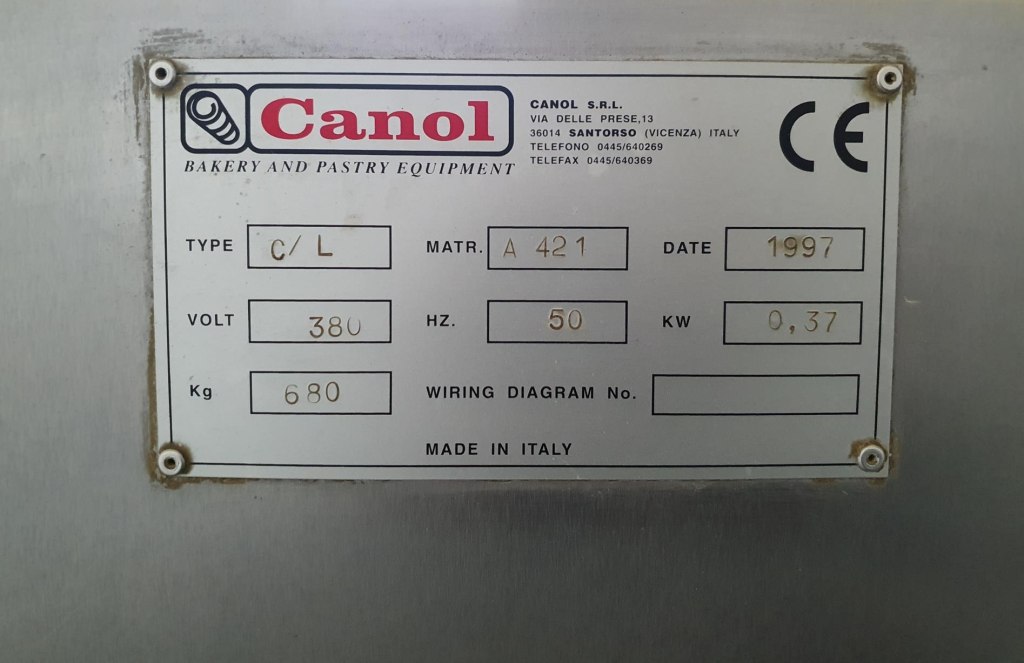 Canol
BAKERY AND PASTRY EQUIPMENT
CANOL S.R.L.
VIA DELLE PRESE,13
36014 SANTORSO (VICENZA) ITALY
TELEFONO 0445/640269
TELEFAX 0445/640369
CE
TYPE C/L MATR. A 421 DATE 1997
VOLT 380 HZ. 50 KW 0,37
Kg 680 WIRING DIAGRAM No.
MADE IN ITALY